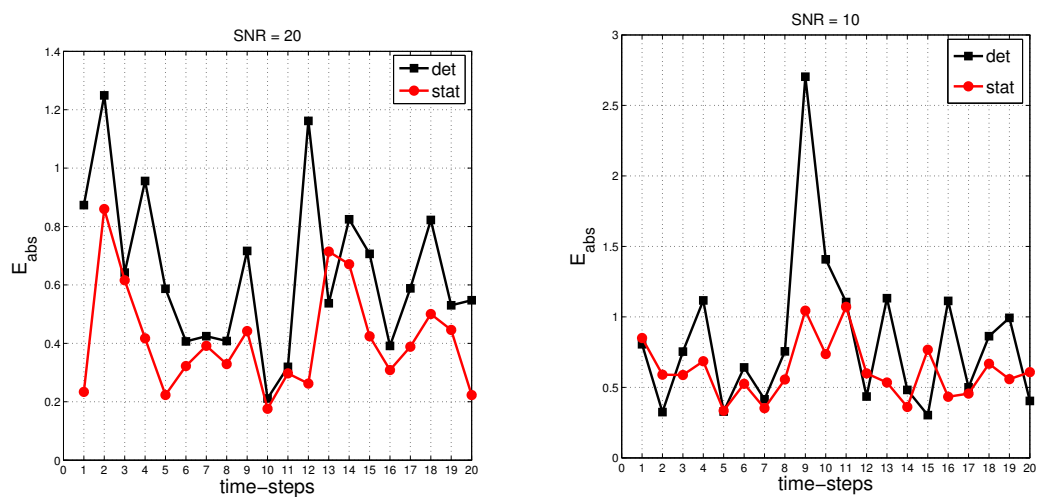 SNR = 20
1.4
1.2
1
0.8
0.6
0.4
0.2
0
E_abs
det
stat
0 1 2 3 4 5 6 7 8 9 10 11 12 13 14 15 16 17 18 19 20
time−steps
SNR = 10
3
2.5
2
1.5
1
0.5
0
E_abs
det
stat
0 1 2 3 4 5 6 7 8 9 10 11 12 13 14 15 16 17 18 19 20
time−steps